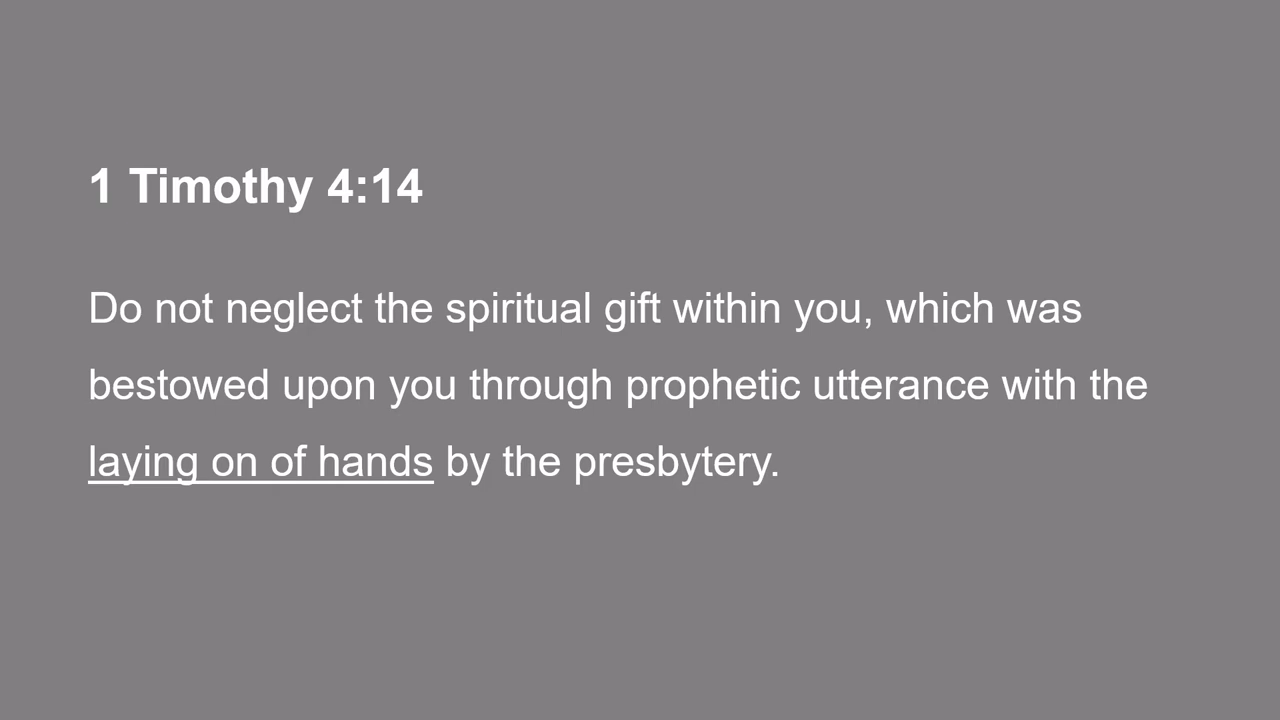 1 Timothy 4:14
Do not neglect the spiritual gift within you, which was
bestowed upon you through prophetic utterance with the
laying on of hands by the presbytery.